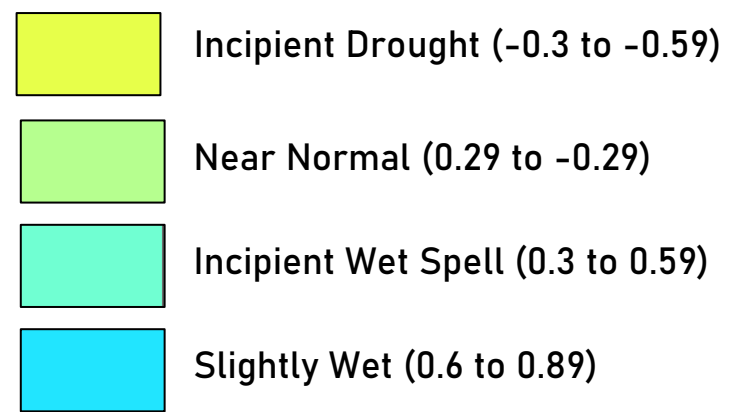 Incipient Drought (-0.3 to -0.59)
Near Normal (0.29 to -0.29)
Incipient Wet Spell (0.3 to 0.59)
Slightly Wet (0.6 to 0.89)